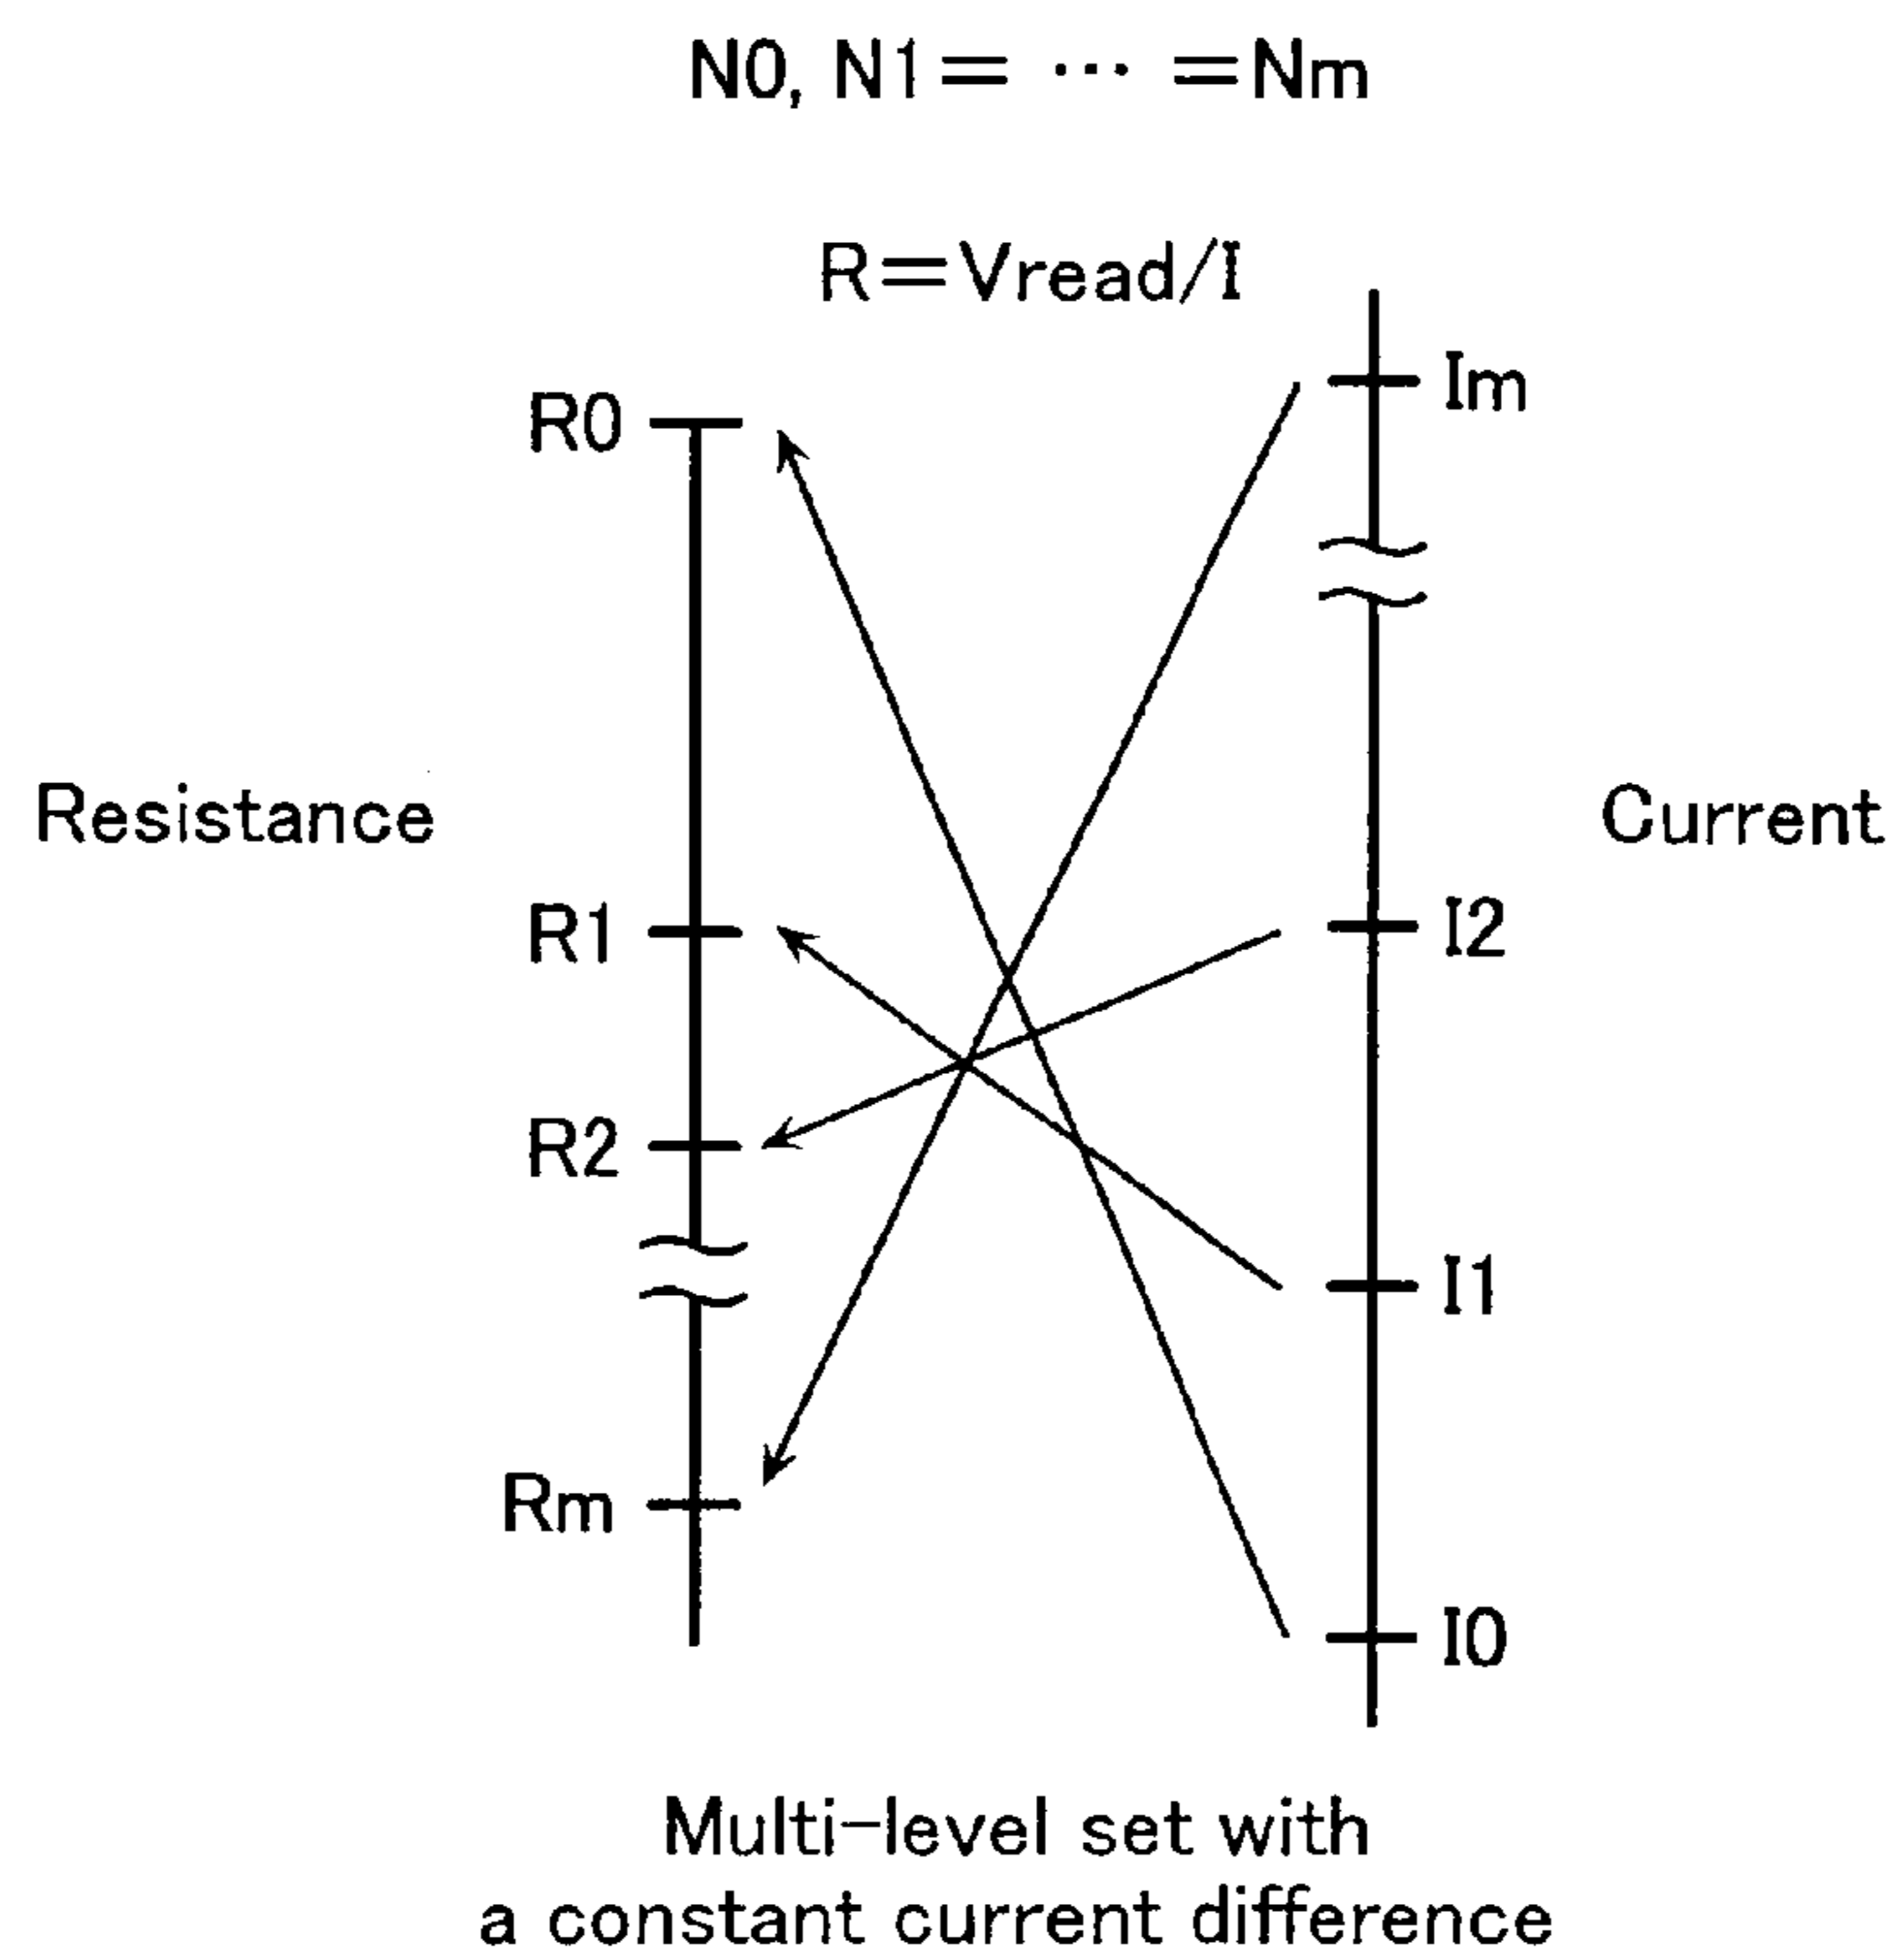 N0, N1= ··· =Nm
R=Vread/I
Im
R0
Resistance
Current
R1
I2
R2
I1
Rm
I0
Multi-level set with
a constant current difference